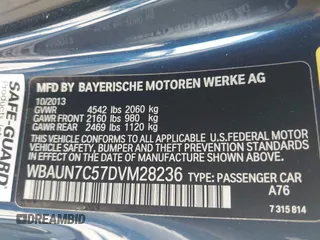 SAFE-GUARD
MFD BY BAYERISCHE MOTOREN WERKE AG
10/2013
GVWR 4542 lbs 2060 kg
GAWR FRONT 2160 lbs 980 kg
GAWR REAR 2469 lbs 1120 kg
THIS VEHICLE CONFORMS TO ALL APPLICABLE
U.S. FEDERAL MOTOR VEHICLE SAFETY,
BUMPER, AND THEFT PREVENTION STANDARDS
IN EFFECT ON THE DATE OF MANUFACTURE
SHOWN ABOVE.
WBAUN7C57DVM28236 TYPE: PASSENGER CAR
A76
7 315 814
DREAMBID